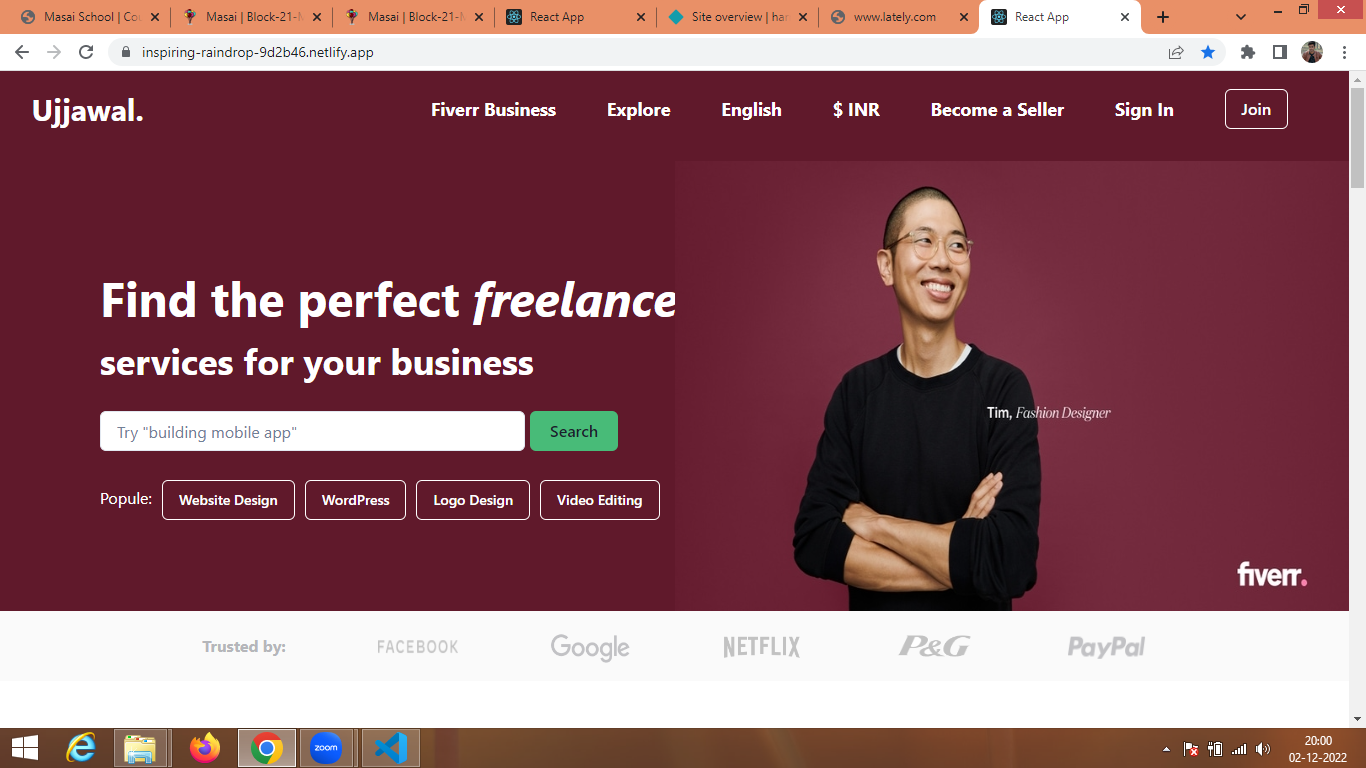 Masai School | Cou
Masai | Block-21-M
Masai | Block-21-M
React App
Site overview | har
www.lately.com
React App
inspiring-raindrop-9d2b46.netlify.app
Ujjawal.
Fiverr Business
Explore
English
$ INR
Become a Seller
Sign In
Join
Find the perfect freelance
services for your business
Try "building mobile app"
Search
Popule:
Website Design
WordPress
Logo Design
Video Editing
Tim, Fashion Designer
fiverr.
Trusted by:
FACEBOOK
Google
NETFLIX
P&G
PayPal
zoom
20:00
02-12-2022